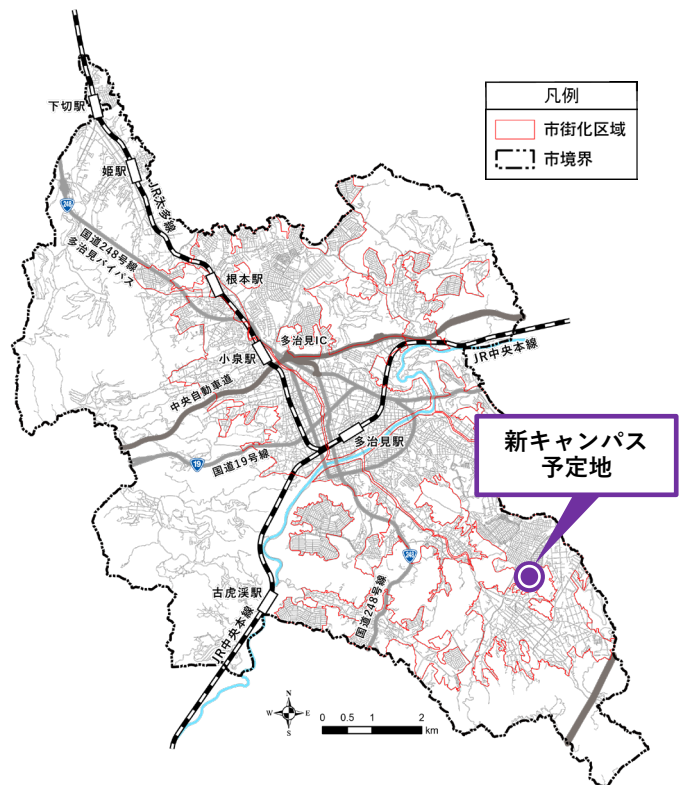 凡例
市街化区域
市境界
下切駅
姫駅
JR太多線
248
国道248号線
多治見バイパス
根本駅
多治見IC
小泉駅
JR中央本線
中央自動車道
多治見駅
新キャンパス
予定地
国道19号線
19
248
古虎渓駅
国道248号線
JR中央本線
N
W
E
S
0 0.5 1 2
km